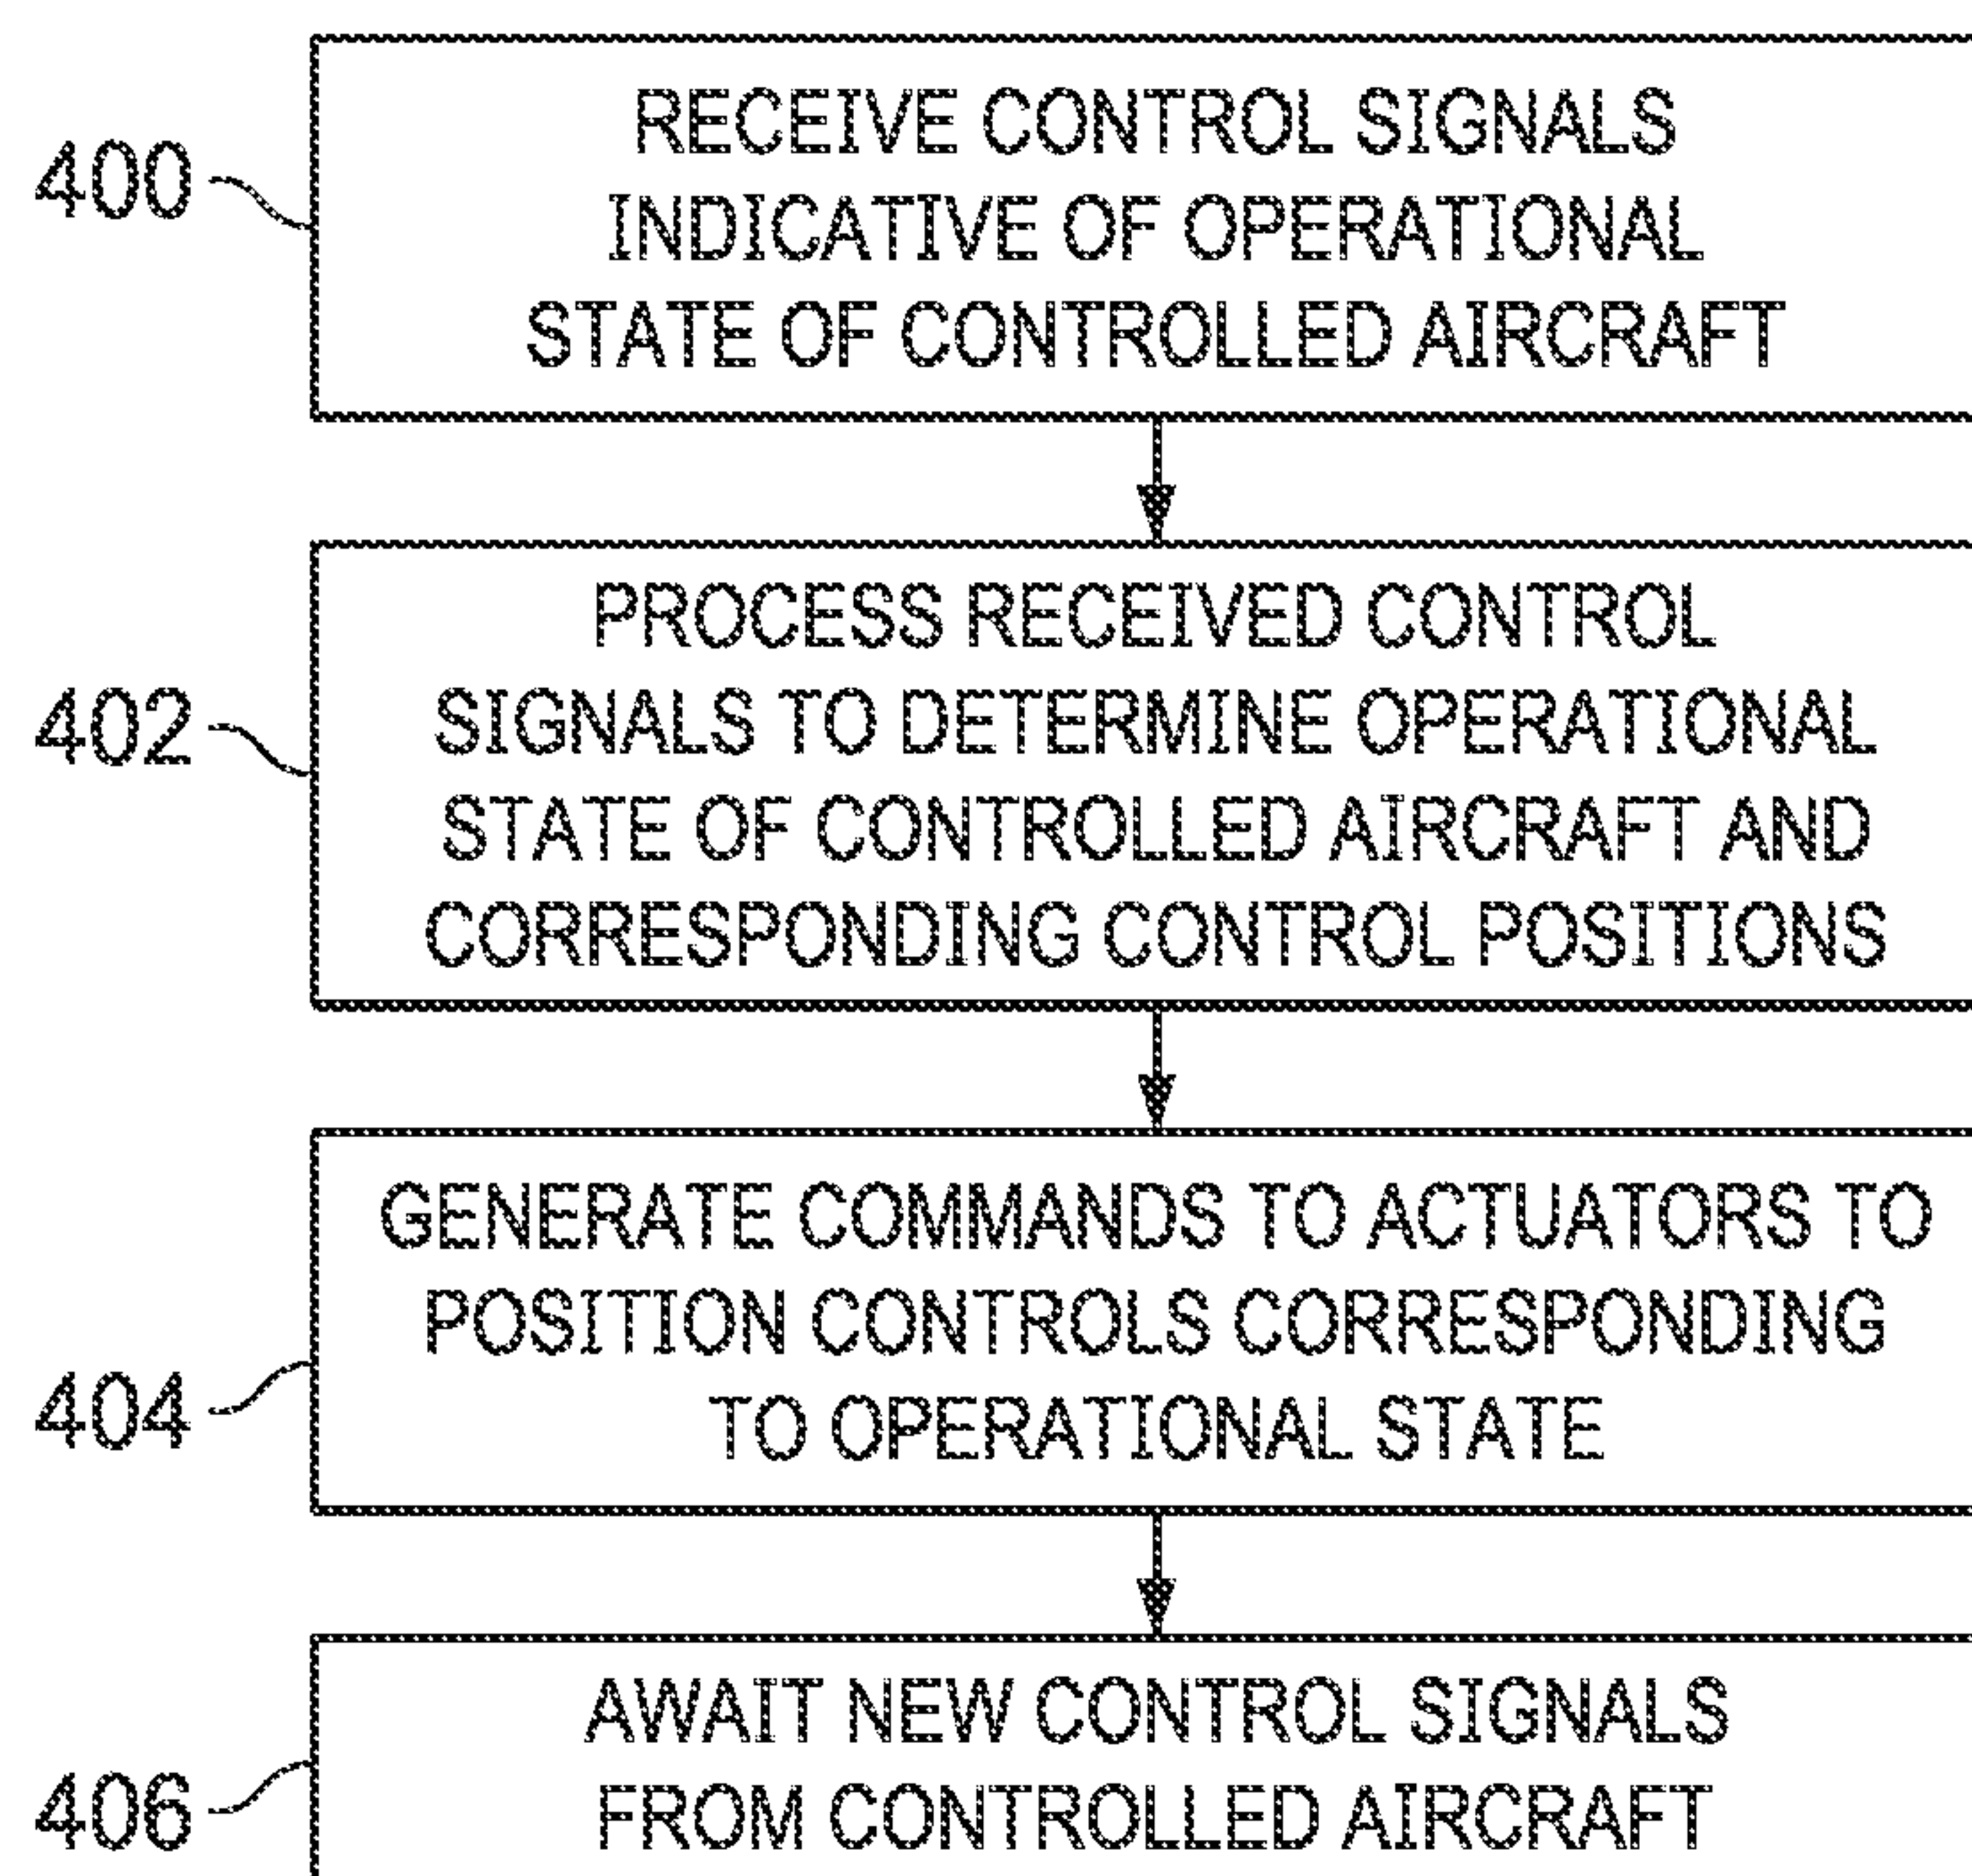 RECEIVE CONTROL SIGNALS
INDICATIVE OF OPERATIONAL
STATE OF CONTROLLED AIRCRAFT
400
PROCESS RECEIVED CONTROL
SIGNALS TO DETERMINE OPERATIONAL
STATE OF CONTROLLED AIRCRAFT AND
CORRESPONDING CONTROL POSITIONS
402
GENERATE COMMANDS TO ACTUATORS TO
POSITION CONTROLS CORRESPONDING
TO OPERATIONAL STATE
404
AWAIT NEW CONTROL SIGNALS
FROM CONTROLLED AIRCRAFT
406